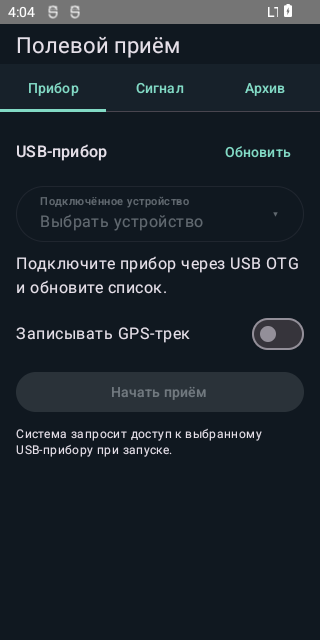 4:04
Полевой приём
Прибор
Сигнал
Архив
USB-прибор
Обновить
Подключённое устройство
Выбрать устройство
Подключите прибор через USB OTG
и обновите список.
Записывать GPS-трек
Начать приём
Система запросит доступ к выбранному
USB-прибору при запуске.